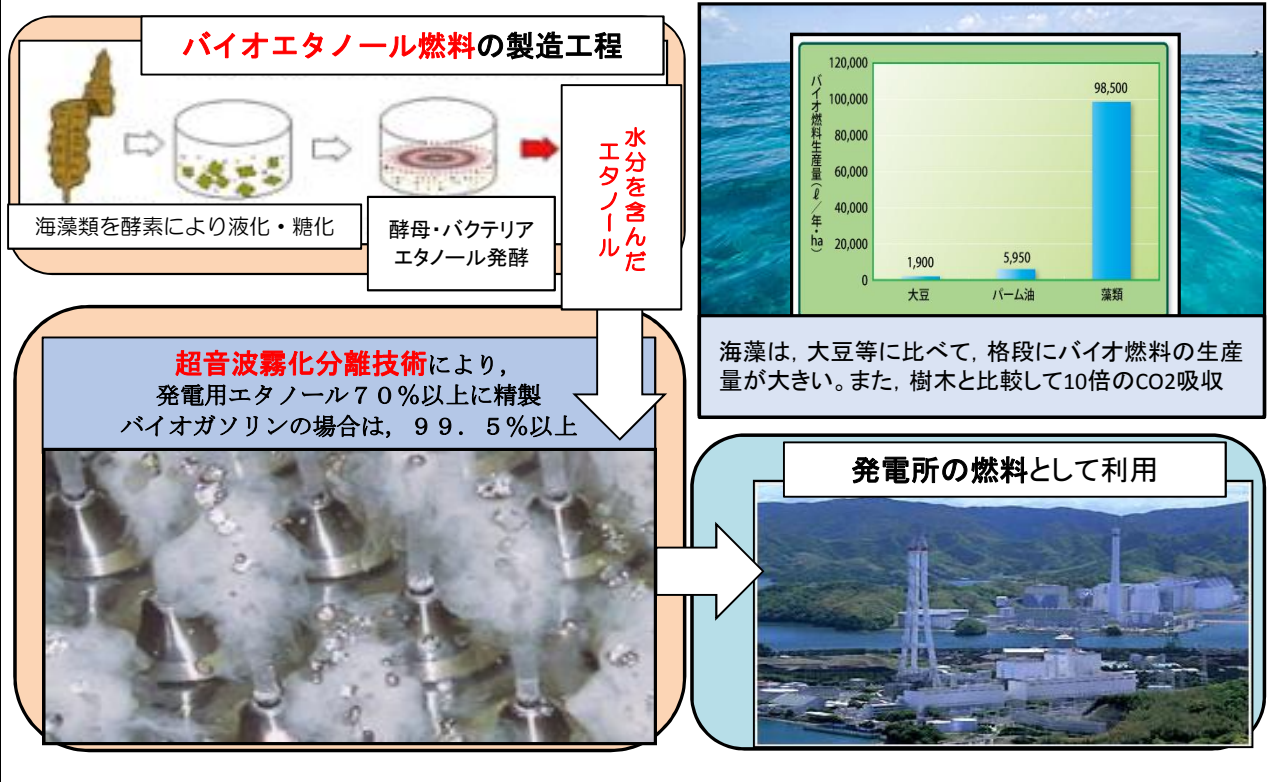 バイオエタノール燃料の製造工程
海藻類を酵素により液化・糖化
酵母・バクテリア
エタノール発酵
水分を含んだ
エタノール
超音波霧化分離技術により，
発電用エタノール７０％以上に精製
バイオガソリンの場合は，９９．５％以上
バイオ燃料生産量(ℓ／年・ha)
120,000
100,000
80,000
60,000
40,000
20,000
0
1,900
5,950
98,500
大豆
パーム油
藻類
海藻は，大豆等に比べて，格段にバイオ燃料の生産
量が大きい。また，樹木と比較して10倍のCO2吸収
発電所の燃料として利用